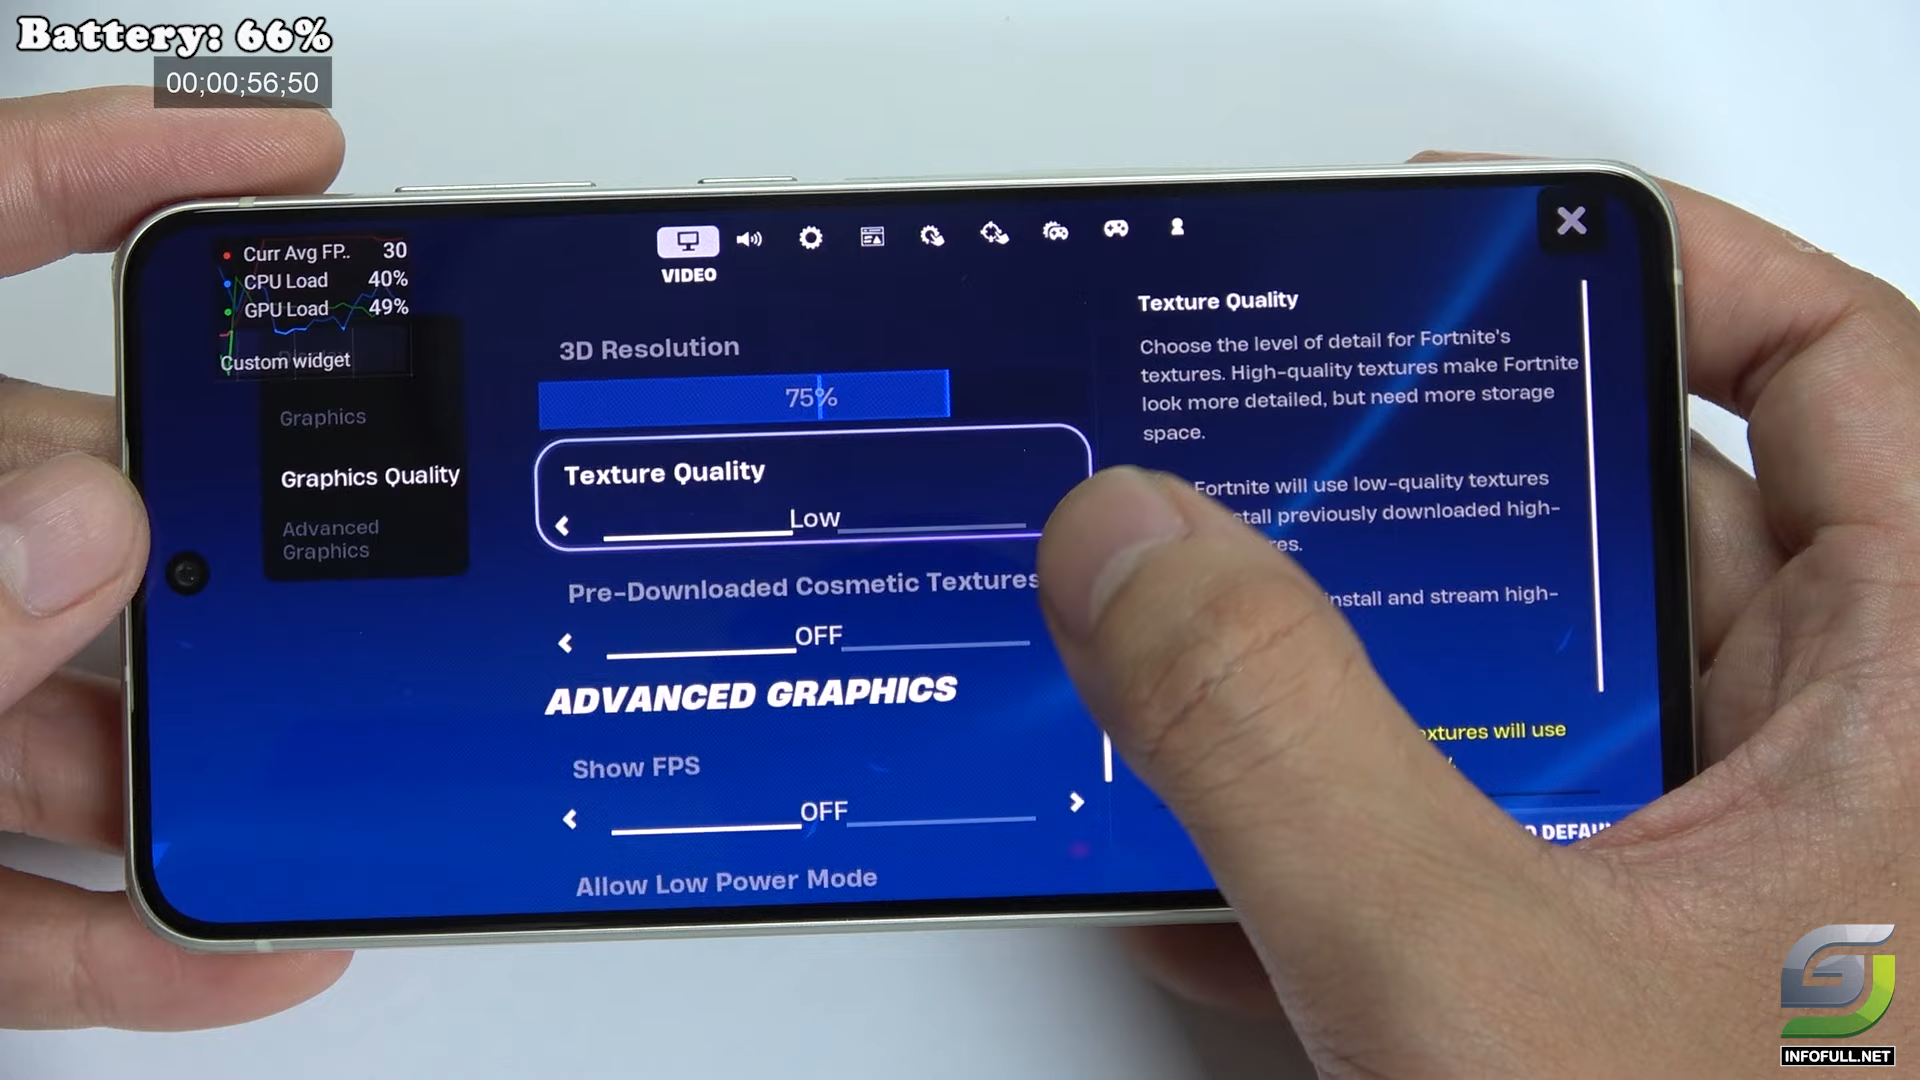 Battery: 66%
00;00;56;50
Curr Avg FP.. 30
CPU Load 40%
GPU Load 49%
Custom widget
Graphics
Graphics Quality
Advanced
Graphics
VIDEO
3D Resolution
75%
Texture Quality
Low
Pre-Downloaded Cosmetic Textures
OFF
ADVANCED GRAPHICS
Show FPS
OFF
Allow Low Power Mode
Texture Quality
Choose the level of detail for Fortnite's
textures. High-quality textures make Fortnite
look more detailed, but need more storage
space.
Fortnite will use low-quality textures
previously downloaded high-
install and stream high-
will use
INFOFULL.NET